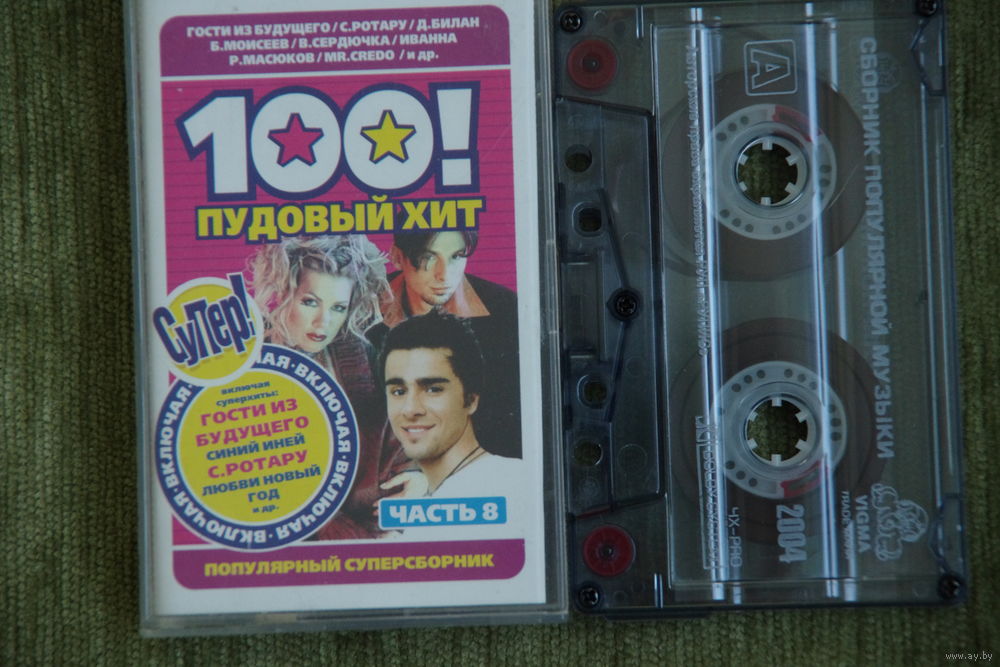 ГОСТИ ИЗ БУДУЩЕГО / С.РОТАРУ / Д.БИЛАН
Б.МОИСЕЕВ / В.СЕРДЮЧКА / ИВАННА
Р.МАСЮКОВ / MR.CREDO / и др.
100!
ПУДОВЫЙ ХИТ
Супер!
ВКЛЮЧАЯ·ВКЛЮЧАЯ·ВКЛЮЧАЯ·ВКЛЮЧАЯ
включая
суперхиты:
ГОСТИ ИЗ
БУДУЩЕГО
СИНИЙ ИНЕЙ
С.РОТАРУ
ЛЮБВИ НОВЫЙ
ГОД
и др.
ЧАСТЬ 8
ПОПУЛЯРНЫЙ СУПЕРСБОРНИК
A
СБОРНИК ПОПУЛЯРНОЙ МУЗЫКИ
2004
ЧХ-PRO
VIGMA
www.ay.by